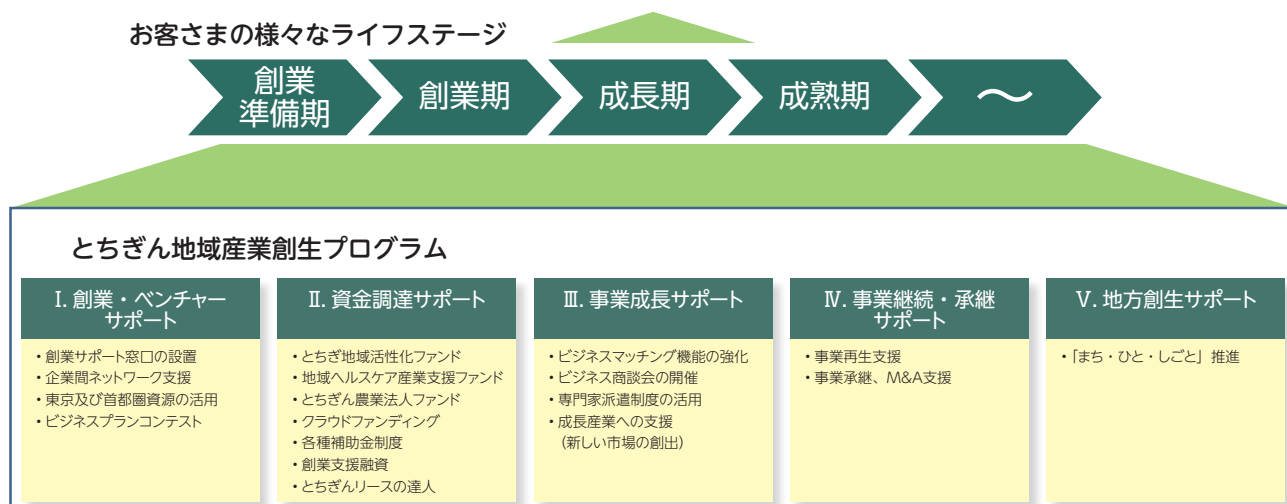 お客さまの様々なライフステージ
創業
準備期
創業期
成長期
成熟期
～
とちぎん地域産業創生プログラム
Ⅰ. 創業・ベンチャー
サポート
・創業サポート窓口の設置
・企業間ネットワーク支援
・東京及び首都圏資源の活用
・ビジネスプランコンテスト
Ⅱ. 資金調達サポート
・とちぎ地域活性化ファンド
・地域ヘルスケア産業支援ファンド
・とちぎん農業法人ファンド
・クラウドファンディング
・各種補助金制度
・創業支援融資
・とちぎんリースの達人
Ⅲ. 事業成長サポート
・ビジネスマッチング機能の強化
・ビジネス商談会の開催
・専門家派遣制度の活用
・成長産業への支援
（新しい市場の創出）
Ⅳ. 事業継続・承継
サポート
・事業再生支援
・事業承継、M&A支援
Ⅴ. 地方創生サポート
・「まち・ひと・しごと」推進